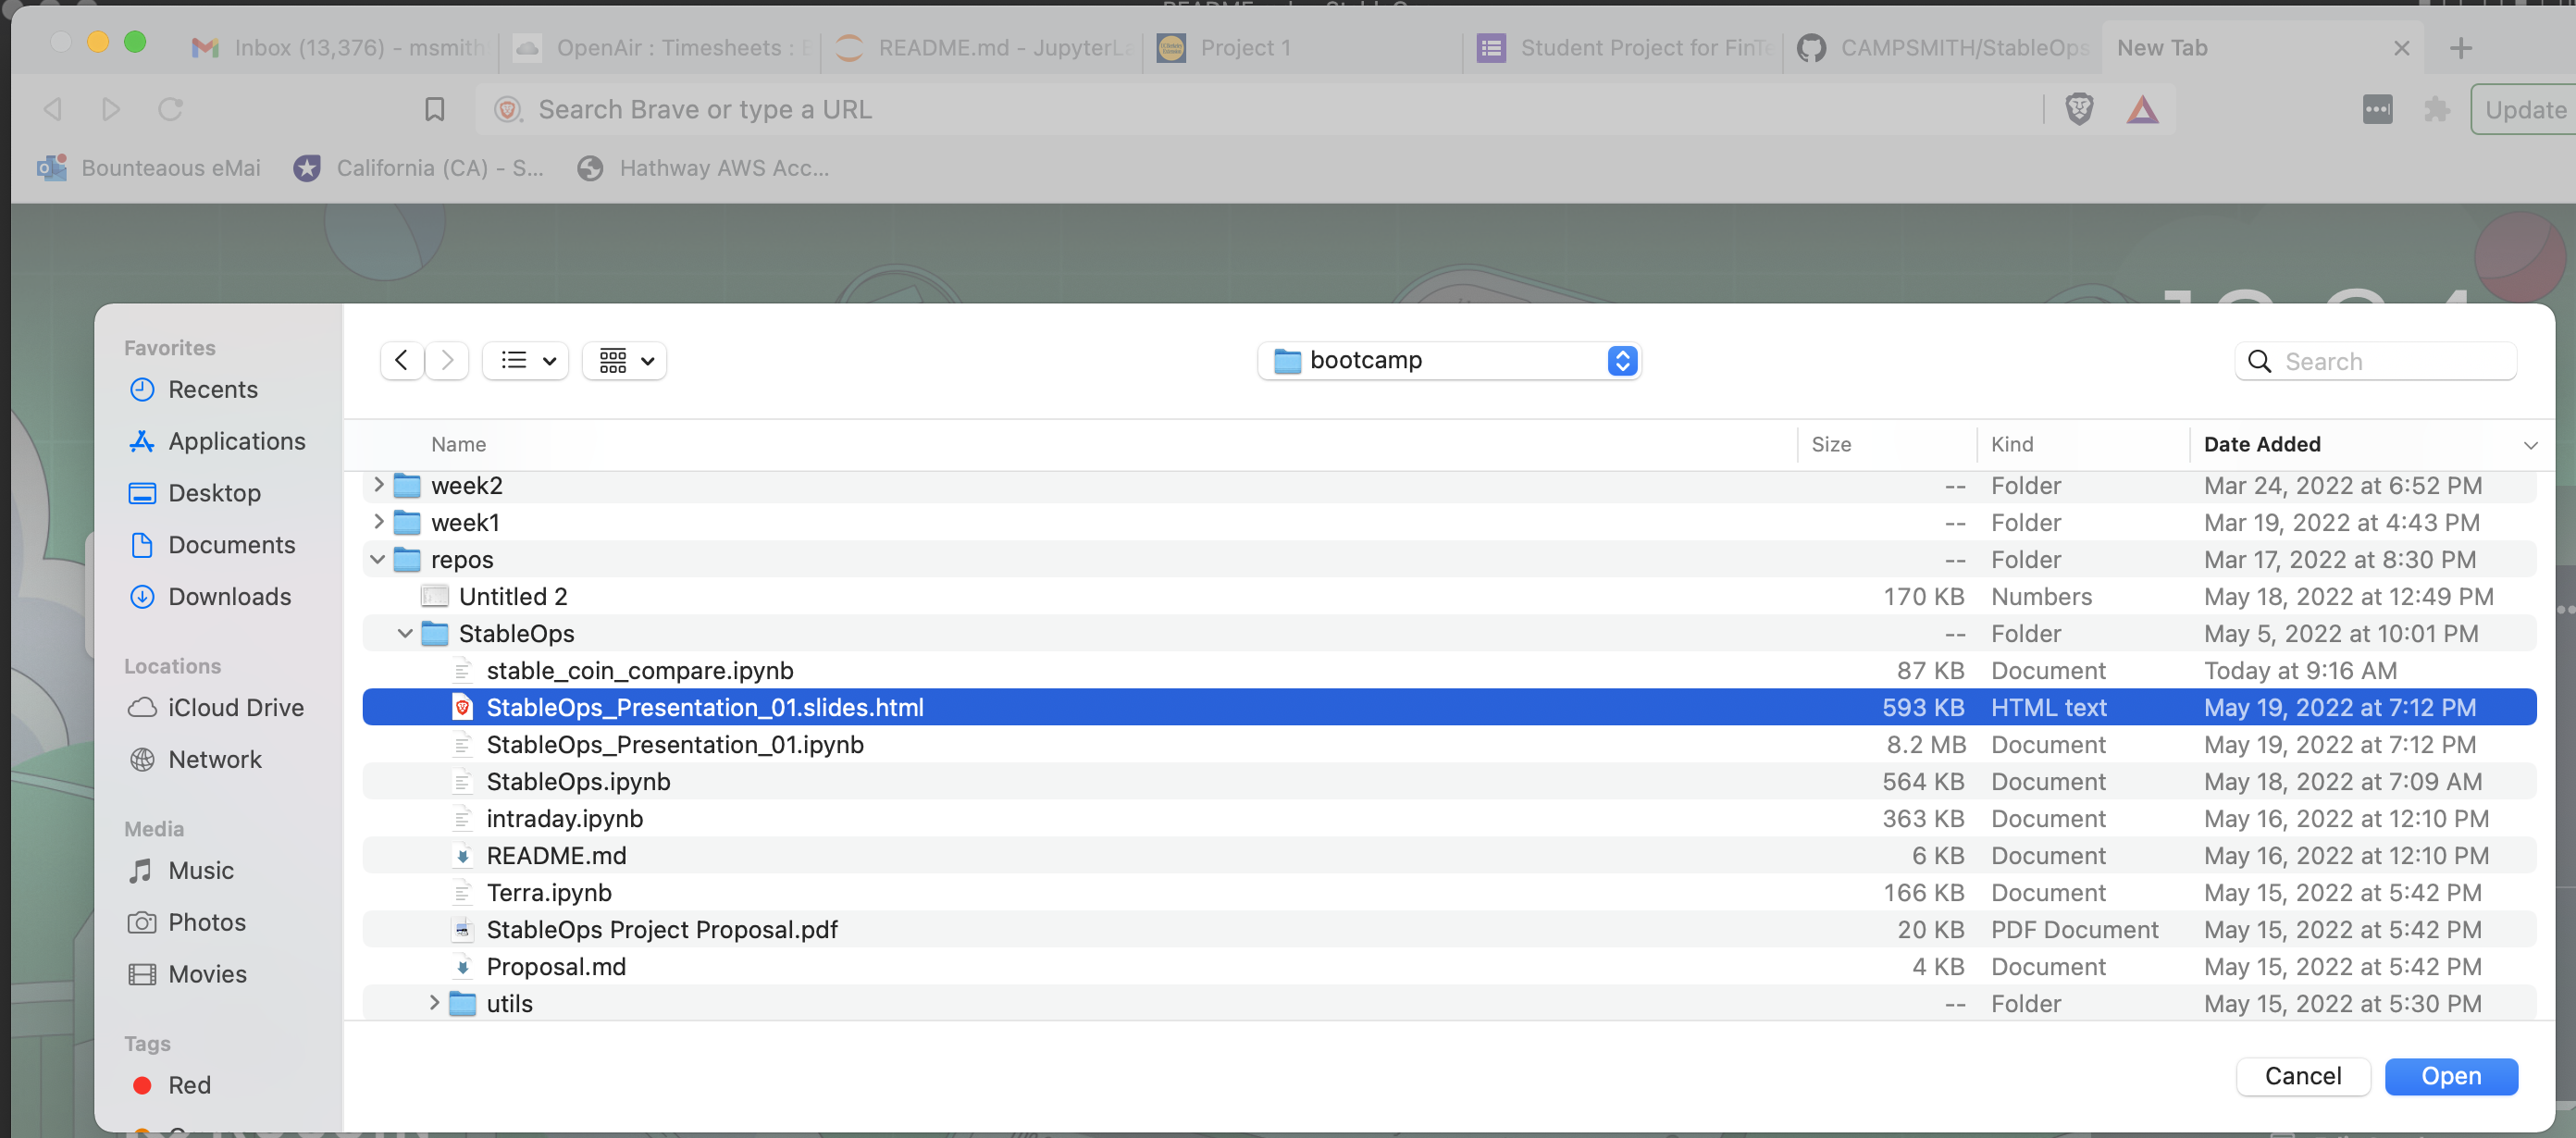 Inbox (13,376) - msmith
OpenAir : Timesheets : E
README.md - JupyterLa
Project 1
Student Project for FinTe
CAMPSMITH/StableOps
New Tab
Search Brave or type a URL
Update
Bounteaous eMai
California (CA) - S...
Hathway AWS Acc...
Favorites
Recents
Applications
Desktop
Documents
Downloads
Locations
iCloud Drive
Network
Media
Music
Photos
Movies
Tags
Red
bootcamp
Search
Name Size Kind Date Added
week2 -- Folder Mar 24, 2022 at 6:52 PM
week1 -- Folder Mar 19, 2022 at 4:43 PM
repos -- Folder Mar 17, 2022 at 8:30 PM
Untitled 2 170 KB Numbers May 18, 2022 at 12:49 PM
StableOps -- Folder May 5, 2022 at 10:01 PM
stable_coin_compare.ipynb 87 KB Document Today at 9:16 AM
StableOps_Presentation_01.slides.html 593 KB HTML text May 19, 2022 at 7:12 PM
StableOps_Presentation_01.ipynb 8.2 MB Document May 19, 2022 at 7:12 PM
StableOps.ipynb 564 KB Document May 18, 2022 at 7:09 AM
intraday.ipynb 363 KB Document May 16, 2022 at 12:10 PM
README.md 6 KB Document May 16, 2022 at 12:10 PM
Terra.ipynb 166 KB Document May 15, 2022 at 5:42 PM
StableOps Project Proposal.pdf 20 KB PDF Document May 15, 2022 at 5:42 PM
Proposal.md 4 KB Document May 15, 2022 at 5:42 PM
utils -- Folder May 15, 2022 at 5:30 PM
Cancel
Open